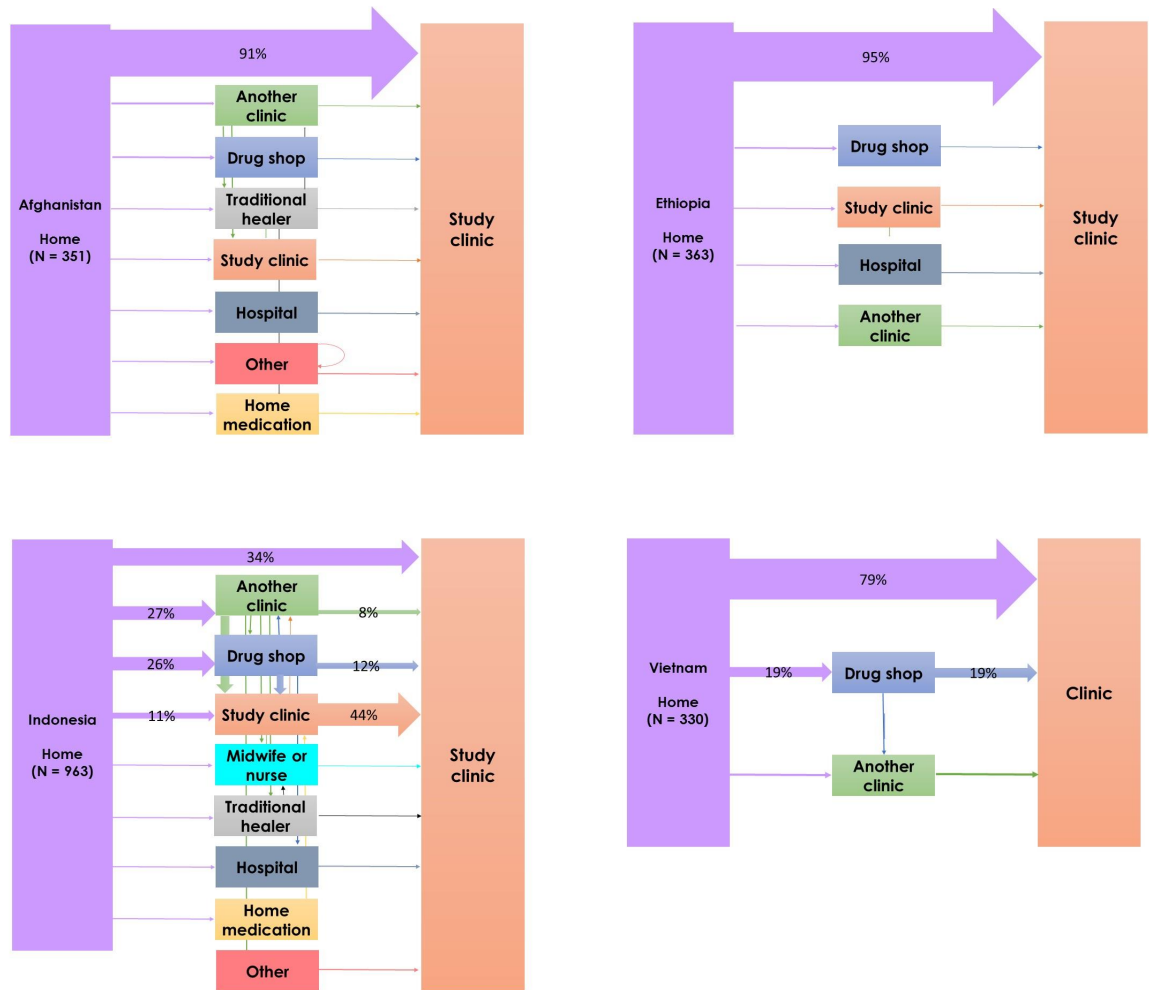 91%
Another
clinic
Drug shop
Traditional
healer
Study clinic
Hospital
Other
Home
medication
Afghanistan
Home
(N = 351)
Study
clinic
95%
Drug shop
Study clinic
Hospital
Another
clinic
Ethiopia
Home
(N = 363)
Study
clinic
34%
Another
clinic
27%
8%
Drug shop
26%
12%
Study clinic
11%
44%
Midwife or
nurse
Traditional
healer
Hospital
Home
medication
Other
Indonesia
Home
(N = 963)
Study
clinic
79%
Drug shop
19%
19%
Another
clinic
Vietnam
Home
(N = 330)
Clinic